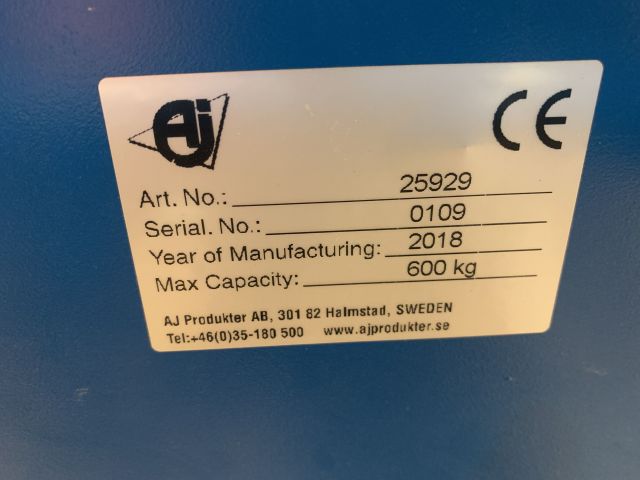 Aj
CE
Art. No.: 25929
Serial. No.: 0109
Year of Manufacturing: 2018
Max Capacity: 600 kg
AJ Produkter AB, 301 82 Halmstad, SWEDEN
Tel:+46(0)35-180 500 www.ajprodukter.se